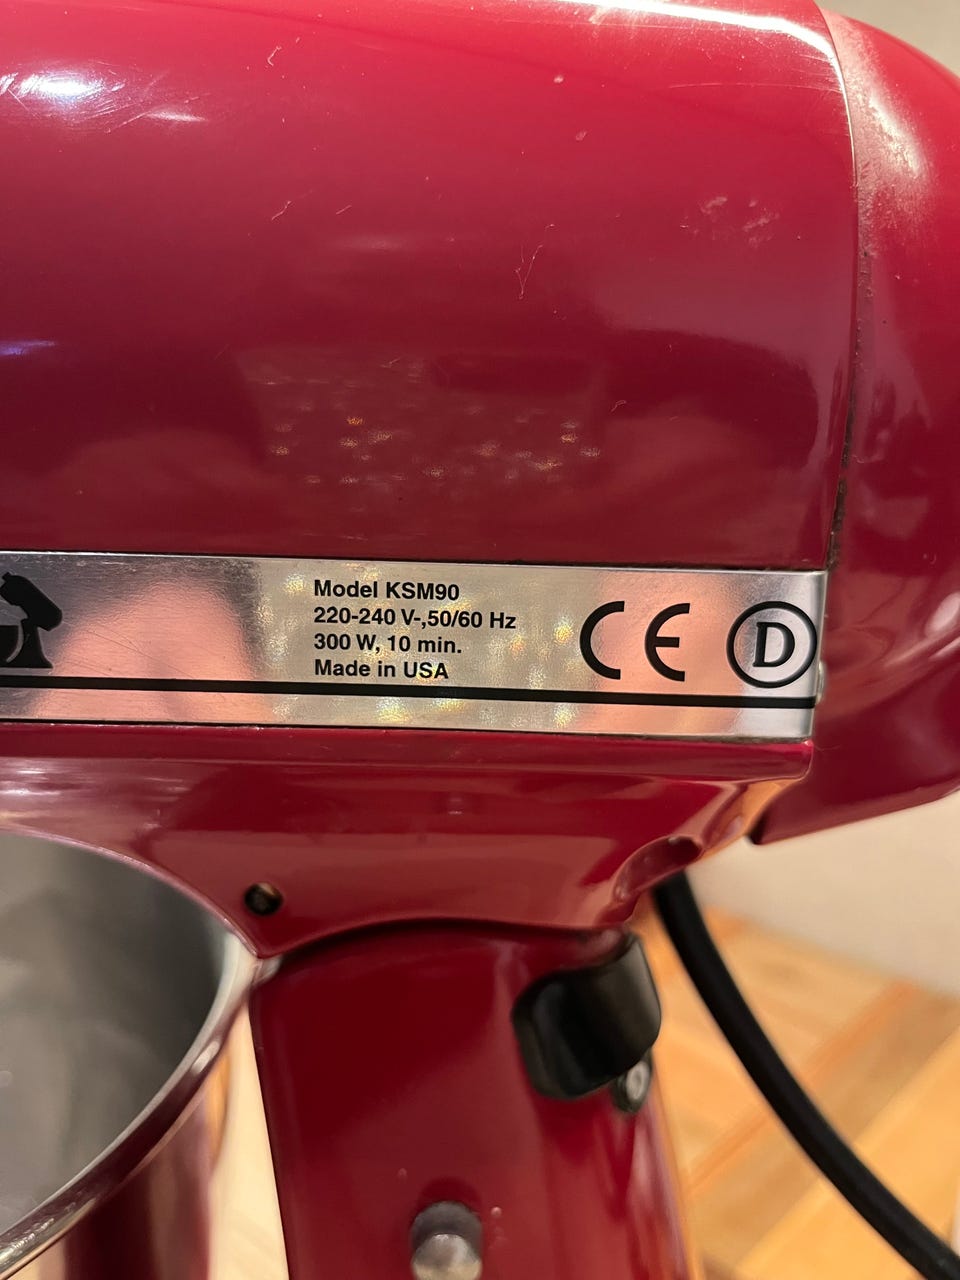 Model KSM90
220-240 V~,50/60 Hz
300 W, 10 min.
Made in USA
CE
D